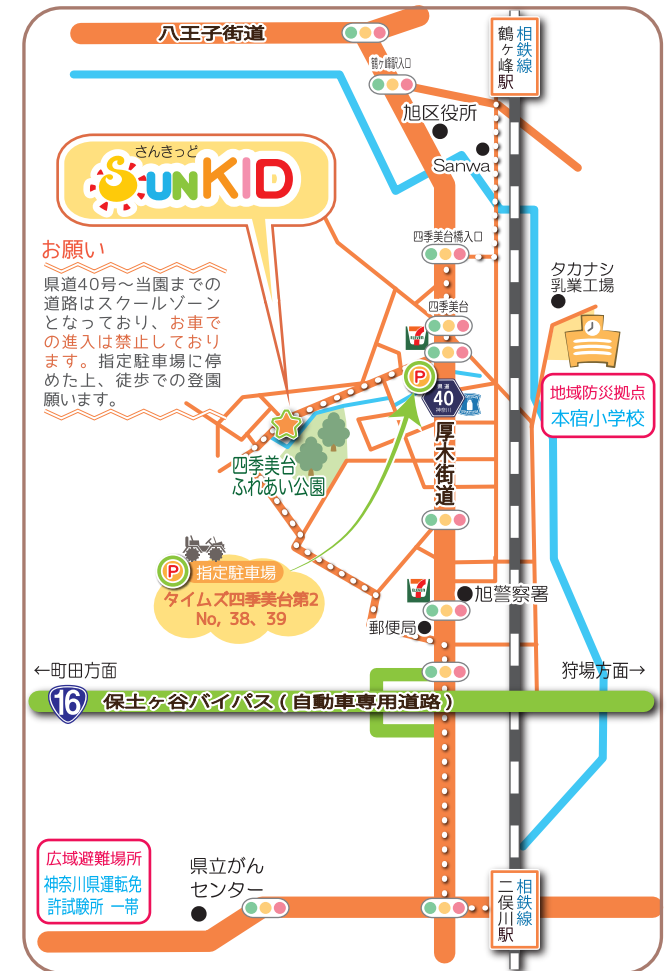 八王子街道
相鉄線
鶴ヶ峰駅
鶴ヶ峰駅入口
旭区役所
Sanwa
さんきっど
SUNKID
四季美台橋入口
お願い
県道40号～当園までの
道路はスクールゾーン
となっており、お車で
の進入は禁止しており
ます。指定駐車場に停
めた上、徒歩での登園
願います。
タカナシ
乳業工場
四季美台
7
ELEVEN
P
県道
40
神奈川
地域防災拠点
本宿小学校
厚木街道
四季美台
ふれあい公園
P
指定駐車場
タイムズ四季美台第2
No, 38、39
7
ELEVEN
旭警察署
郵便局
←町田方面
狩場方面→
16
保土ヶ谷バイパス(自動車専用道路)
広域避難場所
神奈川県運転免
許試験所 一帯
県立がん
センター
相鉄線
二俣川駅